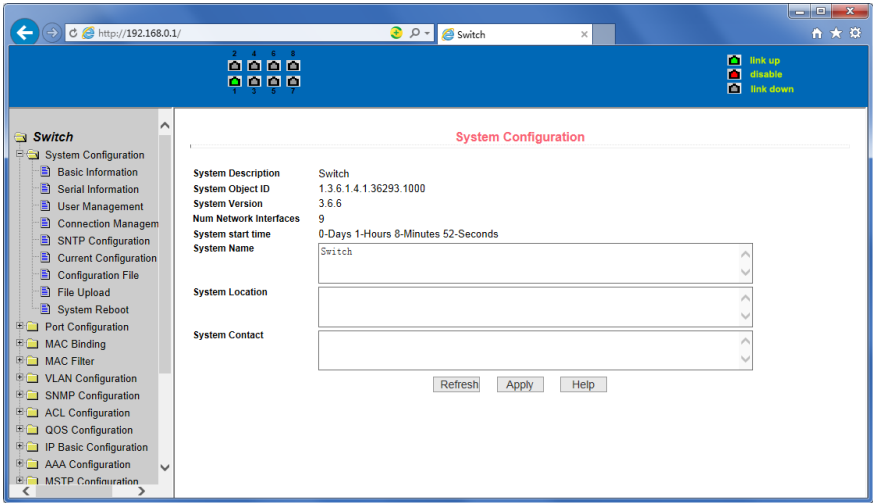 http://192.168.0.1/
Switch
2 4 6 8
1 3 5 7
link up
disable
link down
Switch
System Configuration
Basic Information
Serial Information
User Management
Connection Managem
SNTP Configuration
Current Configuration
Configuration File
File Upload
System Reboot
Port Configuration
MAC Binding
MAC Filter
VLAN Configuration
SNMP Configuration
ACL Configuration
QOS Configuration
IP Basic Configuration
AAA Configuration
MSTP Configuration
System Configuration
System Description Switch
System Object ID 1.3.6.1.4.1.36293.1000
System Version 3.6.6
Num Network Interfaces 9
System start time 0-Days 1-Hours 8-Minutes 52-Seconds
System Name Switch
System Location
System Contact
Refresh Apply Help